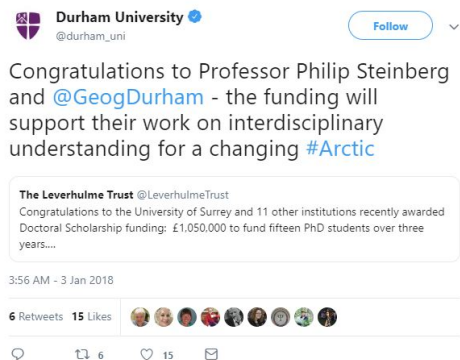 Durham University
@durham_uni
Follow
Congratulations to Professor Philip Steinberg
and @GeogDurham - the funding will
support their work on interdisciplinary
understanding for a changing #Arctic
The Leverhulme Trust @LeverhulmeTrust
Congratulations to the University of Surrey and 11 other institutions recently awarded
Doctoral Scholarship funding: £1,050,000 to fund fifteen PhD students over three
years....
3:56 AM - 3 Jan 2018
6 Retweets 15 Likes
6 15